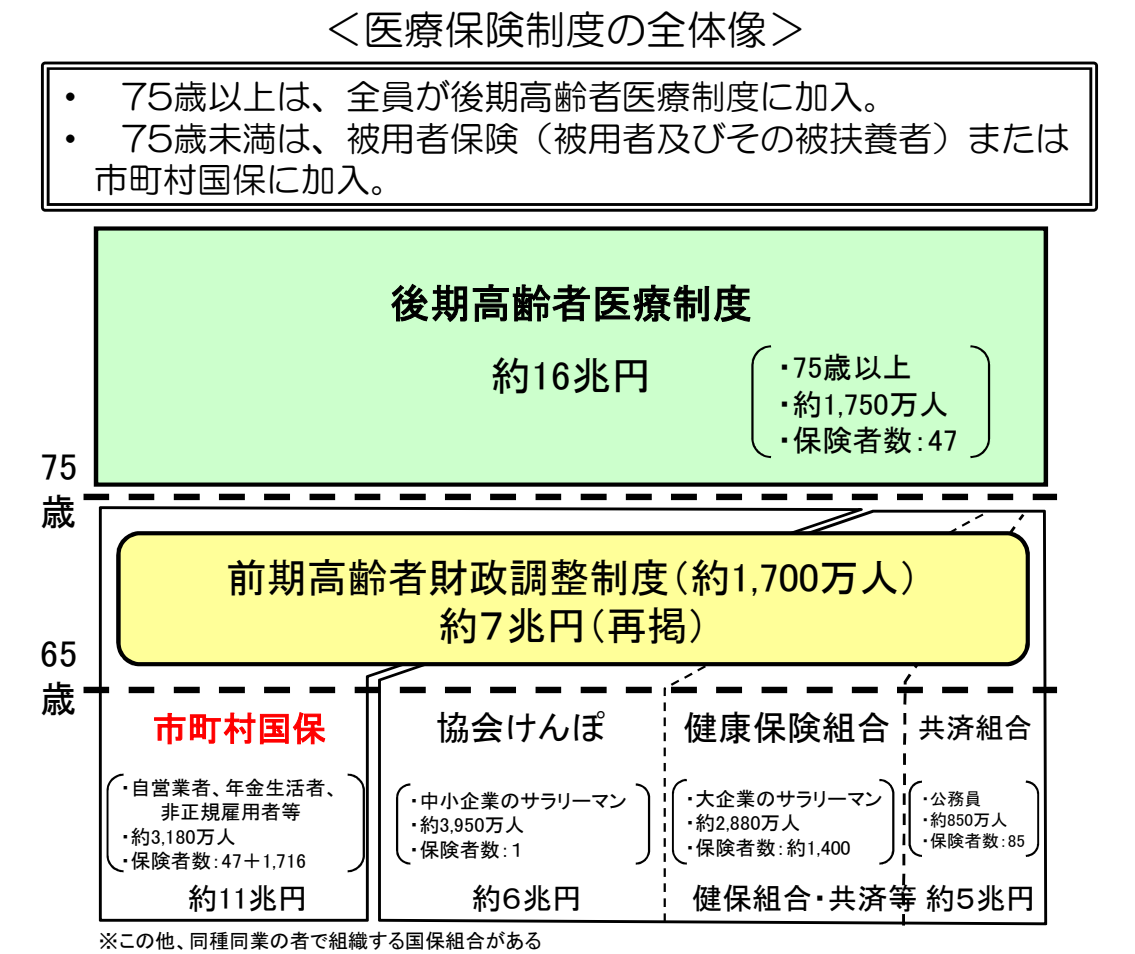 ＜医療保険制度の全体像＞
・ 75歳以上は、全員が後期高齢者医療制度に加入。
・ 75歳未満は、被用者保険（被用者及びその被扶養者）または
市町村国保に加入。
後期高齢者医療制度
約16兆円
・75歳以上
・約1,750万人
・保険者数：47
75
歳
前期高齢者財政調整制度（約1,700万人）
約７兆円（再掲）
65
歳
市町村国保
・自営業者、年金生活者、
非正規雇用者等
・約3,180万人
・保険者数：47＋1,716
約11兆円
協会けんぽ
・中小企業のサラリーマン
・約3,950万人
・保険者数：1
約６兆円
健康保険組合
・大企業のサラリーマン
・約2,880万人
・保険者数：約1,400
共済組合
・公務員
・約850万人
・保険者数：85
健保組合・共済等 約５兆円
※この他、同種同業の者で組織する国保組合がある